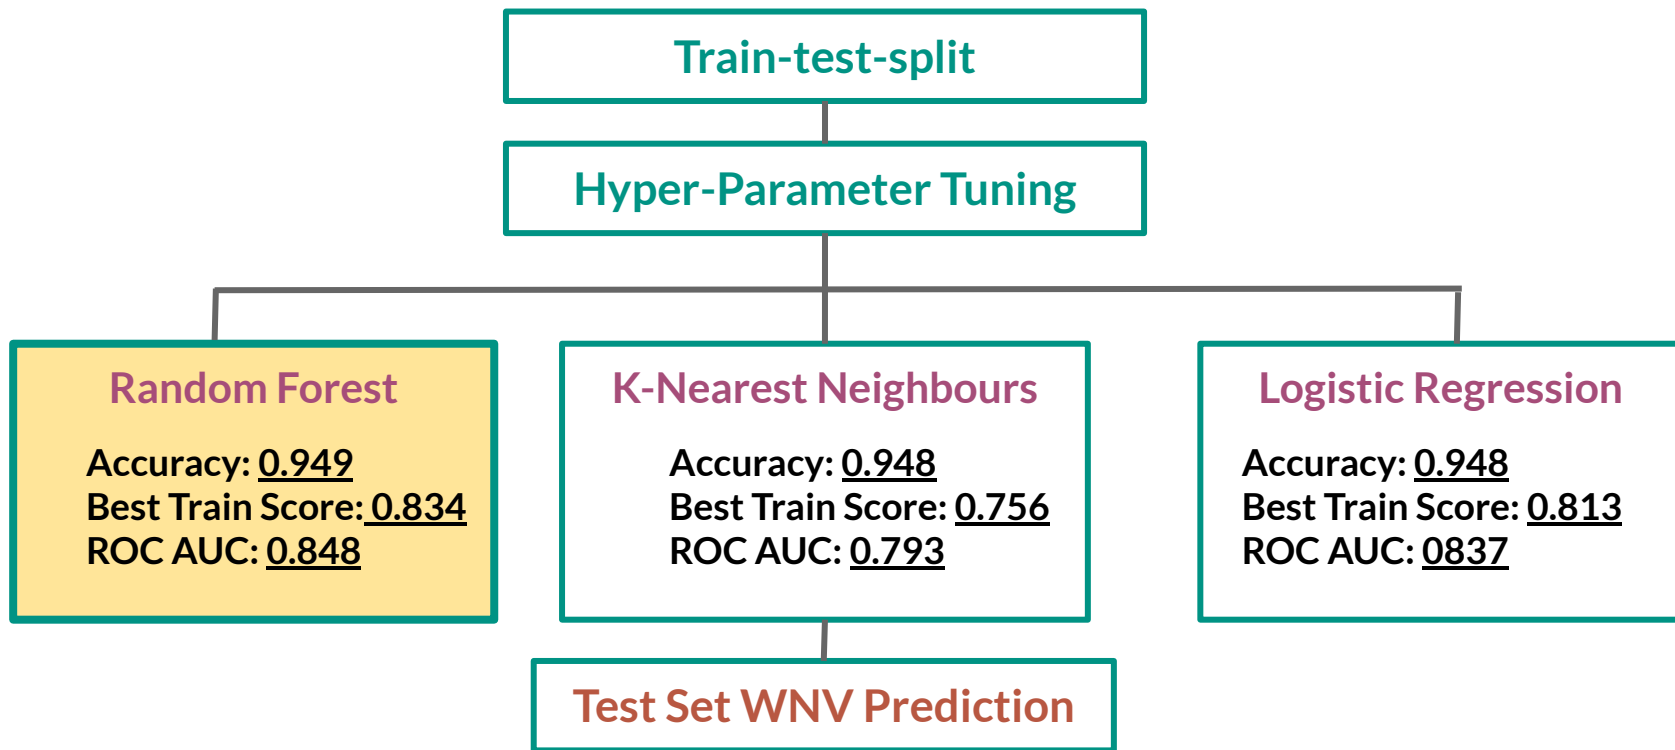 Train-test-split
Hyper-Parameter Tuning
Random Forest
Accuracy: 0.949
Best Train Score: 0.834
ROC AUC: 0.848
K-Nearest Neighbours
Accuracy: 0.948
Best Train Score: 0.756
ROC AUC: 0.793
Logistic Regression
Accuracy: 0.948
Best Train Score: 0.813
ROC AUC: 0837
Test Set WNV Prediction